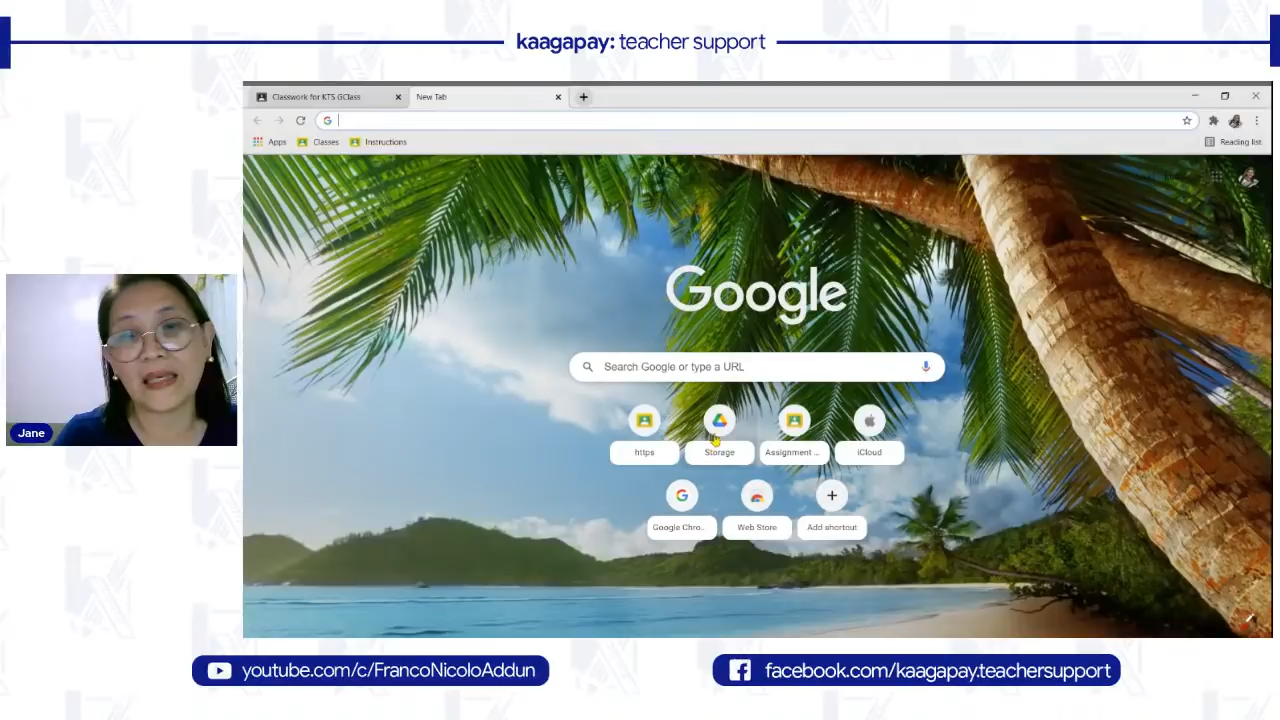 kaagapay: teacher support
Classwork for KTS GClass
New Tab
Apps
Classes
Instructions
Reading list
Google
Search Google or type a URL
https
Storage
Assignment ...
iCloud
Google Chro...
Web Store
Add shortcut
Jane
youtube.com/c/FrancoNicoloAddun
facebook.com/kaagapay.teachersupport